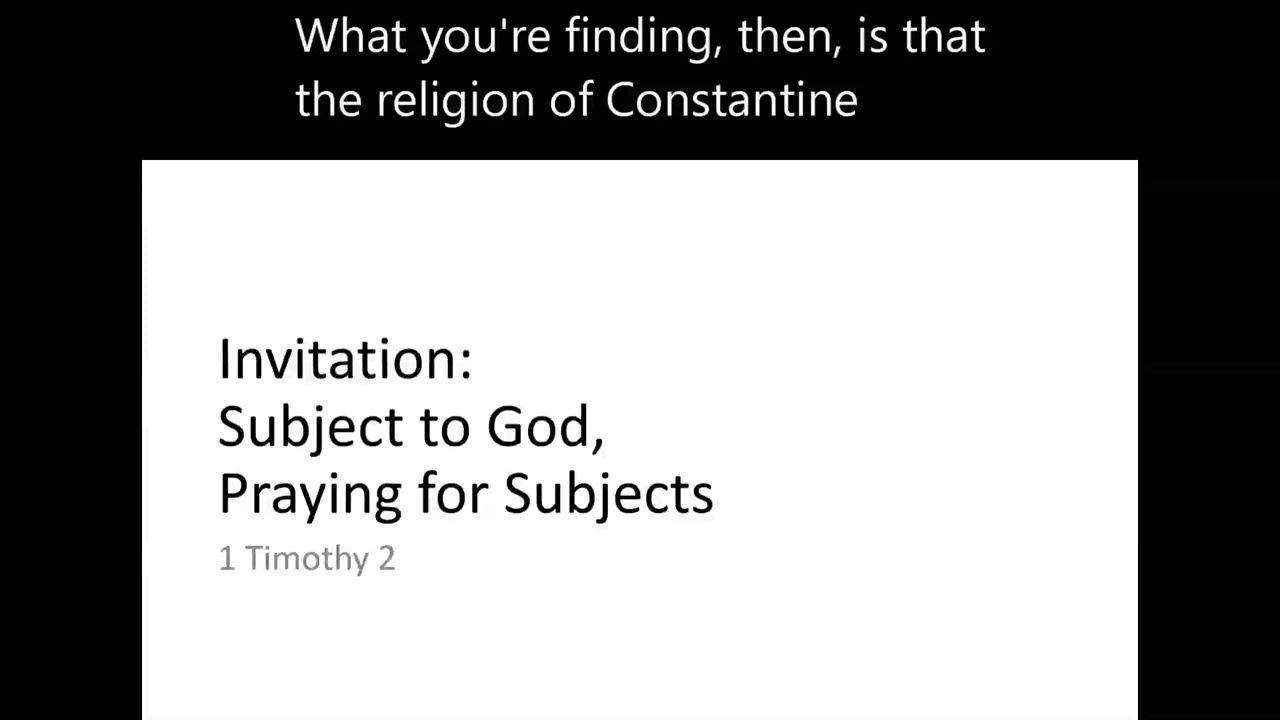 What you're finding, then, is that
the religion of Constantine
Invitation:
Subject to God,
Praying for Subjects
1 Timothy 2